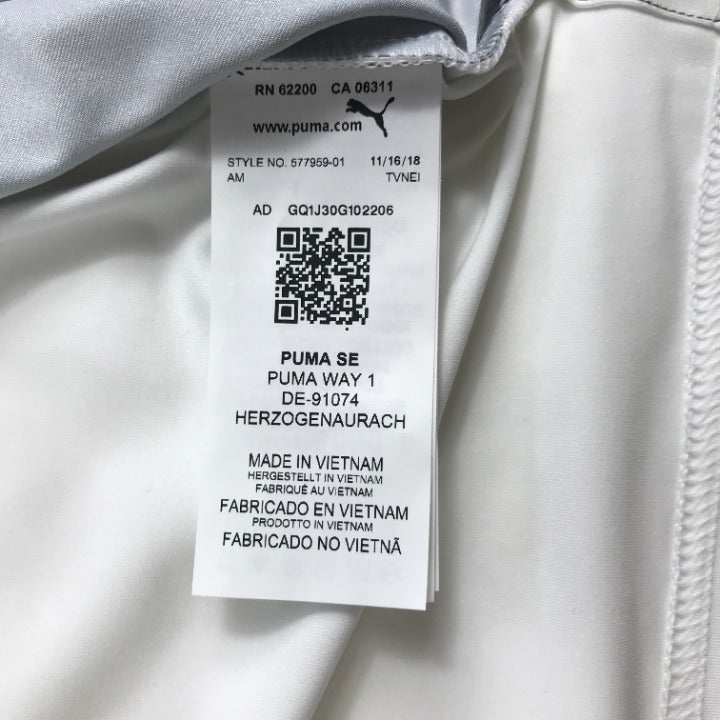 RN 62200 CA 06311
www.puma.com
STYLE NO. 577959-01 11/16/18
AM TVNEI
AD GQ1J30G102206
PUMA SE
PUMA WAY 1
DE-91074
HERZOGENAURACH
MADE IN VIETNAM
HERGESTELLT IN VIETNAM
FABRIQUÉ AU VIETNAM
FABRICADO EN VIETNAM
PRODOTTO IN VIETNAM
FABRICADO NO VIETNÃ